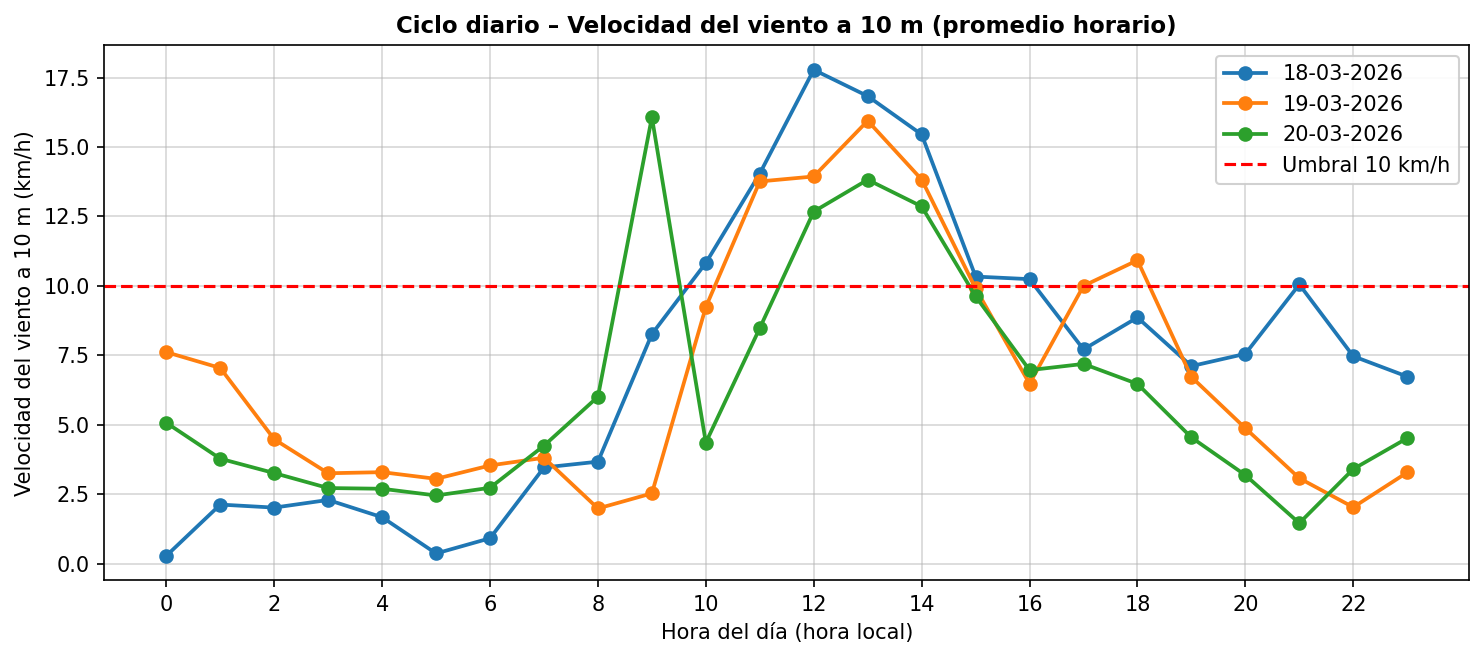 Ciclo diario – Velocidad del viento a 10 m (promedio horario)
Velocidad del viento a 10 m (km/h)
17.5
15.0
12.5
10.0
7.5
5.0
2.5
0.0
18-03-2026
19-03-2026
20-03-2026
Umbral 10 km/h
0 2 4 6 8 10 12 14 16 18 20 22
Hora del día (hora local)